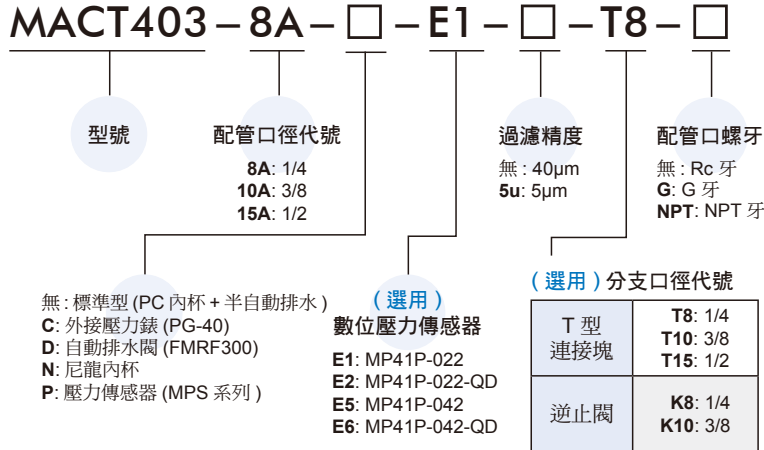 MACT403 – 8A – □ – E1 – □ – T8 – □
型號
配管口徑代號
8A: 1/4
10A: 3/8
15A: 1/2
過濾精度
無 : 40μm
5u: 5μm
配管口螺牙
無 : Rc 牙
G: G 牙
NPT: NPT 牙
無 : 標準型 (PC 內杯 + 半自動排水 )
C: 外接壓力錶 (PG-40)
D: 自動排水閥 (FMRF300)
N: 尼龍內杯
P: 壓力傳感器 (MPS 系列 )
( 選用 )
數位壓力傳感器
E1: MP41P-022
E2: MP41P-022-QD
E5: MP41P-042
E6: MP41P-042-QD
( 選用 ) 分支口徑代號
T 型
連接塊
T8: 1/4
T10: 3/8
T15: 1/2
逆止閥
K8: 1/4
K10: 3/8